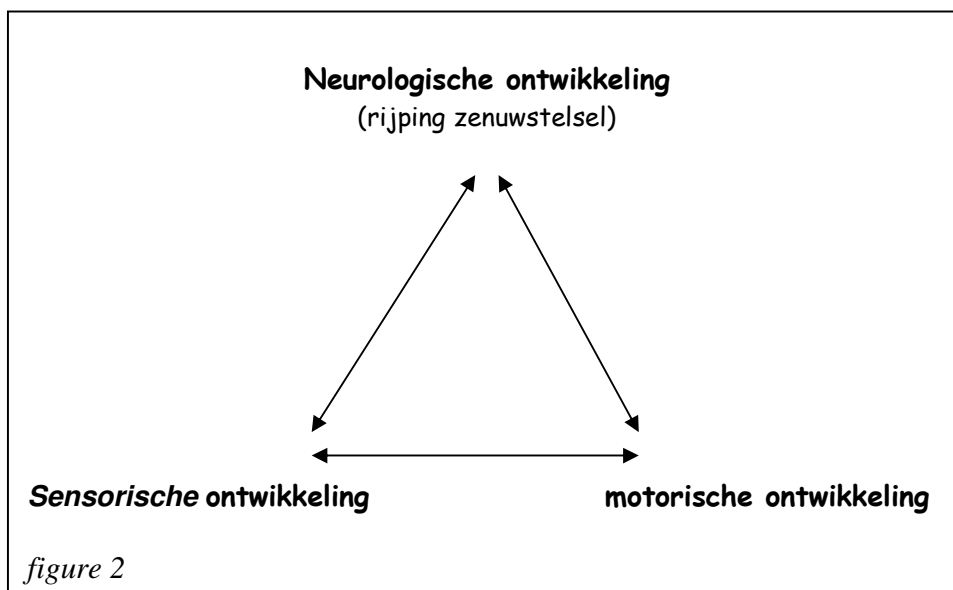 Neurologische ontwikkeling
(rijping zenuwstelsel)
Sensorische ontwikkeling
motorische ontwikkeling
figure 2